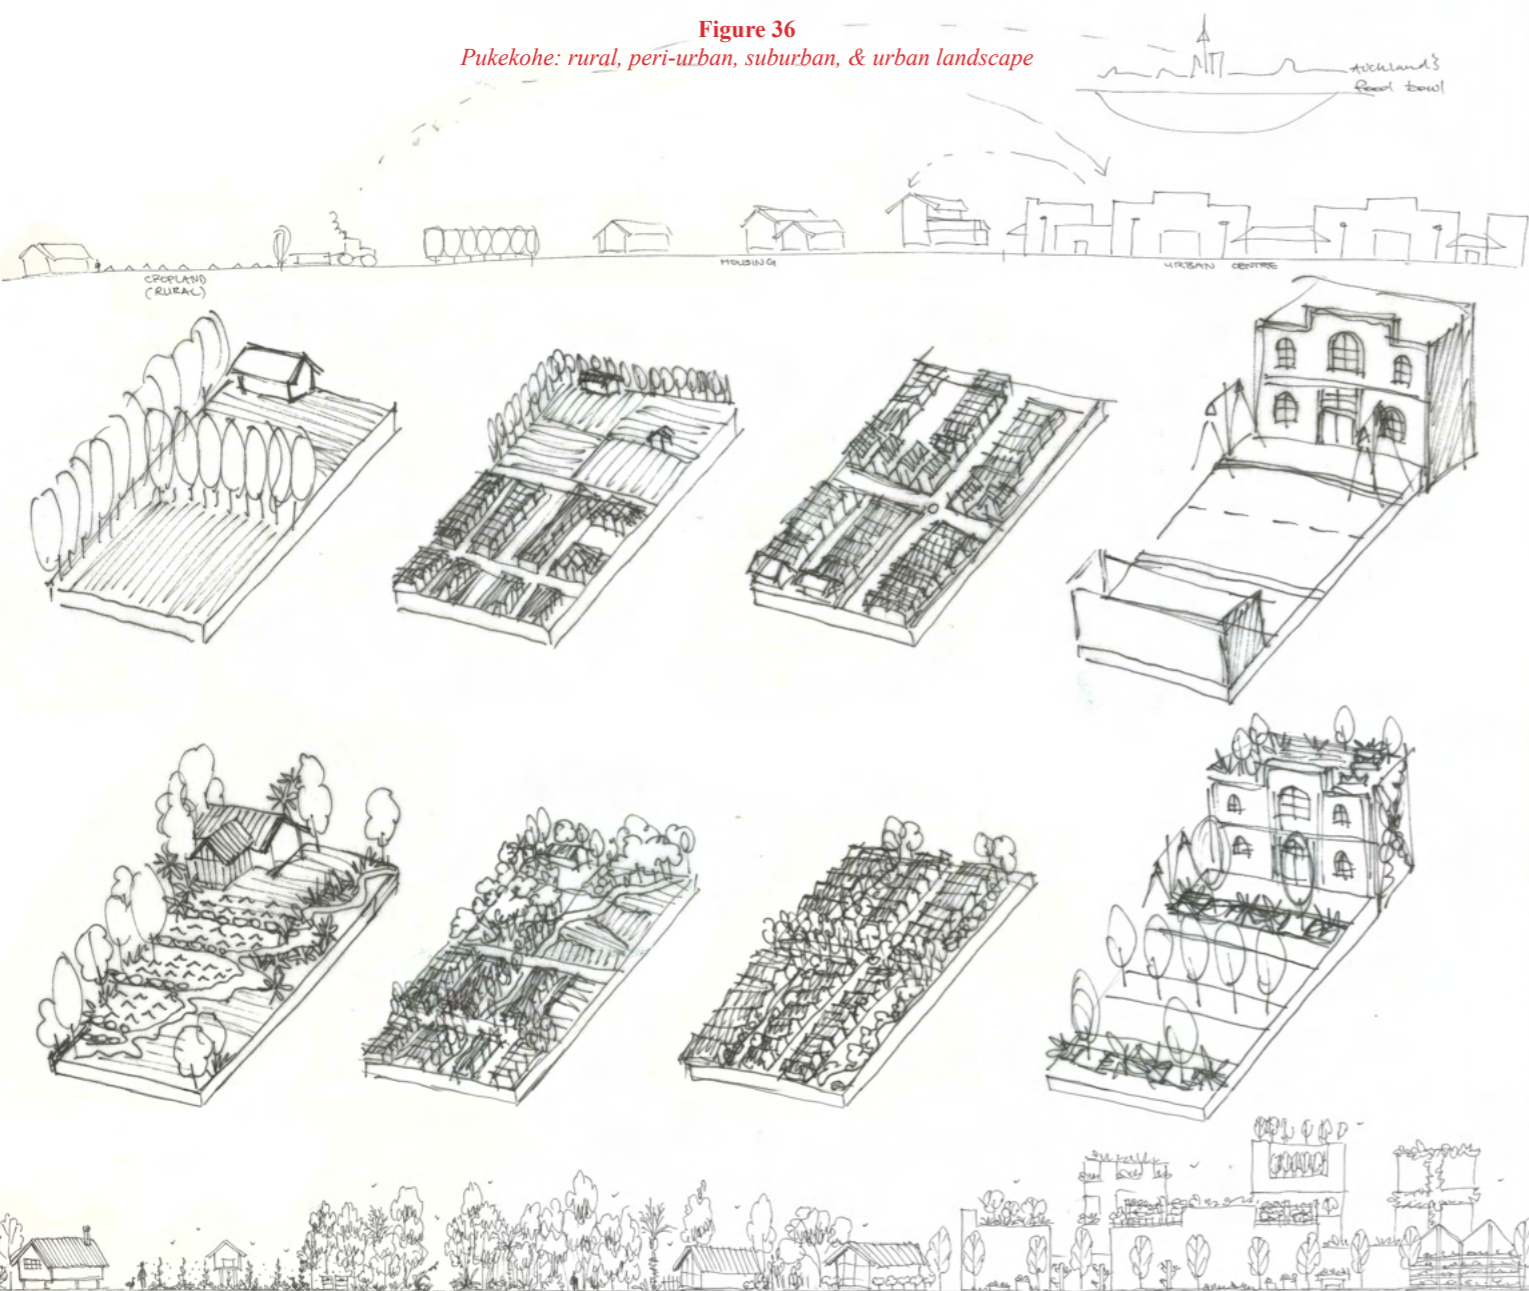 Figure 36
Pukekohe: rural, peri-urban, suburban, & urban landscape
AUCKLAND'S
food bowl
CROPLAND
(RURAL)
HOUSING
URBAN CENTRE